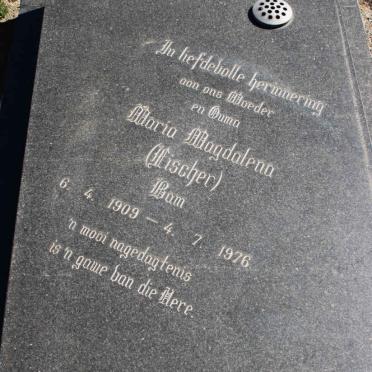 In liefdebolle herinnering
aan ons Moeder
en Ouma
Maria Magdalena
(Fischer)
Bam
6. 4. 1909 – 4. 7. 1976.
'n mooi nagedagtenis
is 'n gawe van die Here.